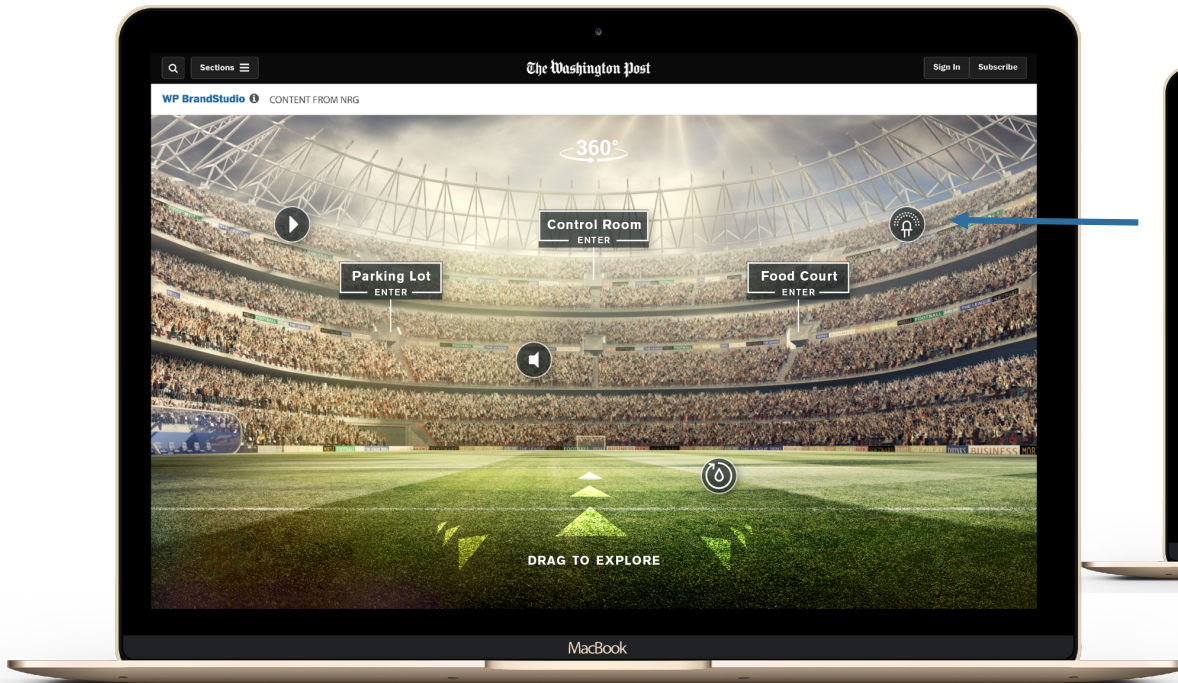 Sections
The Washington Post
Sign In
Subscribe
WP BrandStudio
CONTENT FROM NRG
360°
Control Room
ENTER
Parking Lot
ENTER
Food Court
ENTER
FOOTBALL
BUSINESS
DRAG TO EXPLORE
MacBook